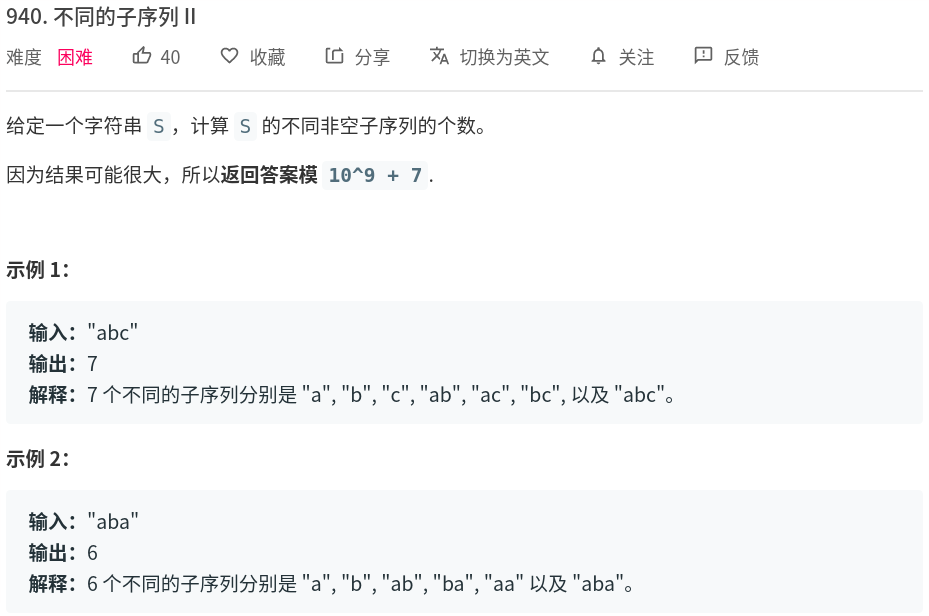 940. 不同的子序列 II
难度 困难 40 收藏 分享 切换为英文 关注 反馈
给定一个字符串 S，计算 S 的不同非空子序列的个数。
因为结果可能很大，所以返回答案模 10^9 + 7.
示例 1：
输入："abc"
输出：7
解释：7 个不同的子序列分别是 "a", "b", "c", "ab", "ac", "bc", 以及 "abc"。
示例 2：
输入："aba"
输出：6
解释：6 个不同的子序列分别是 "a", "b", "ab", "ba", "aa" 以及 "aba"。